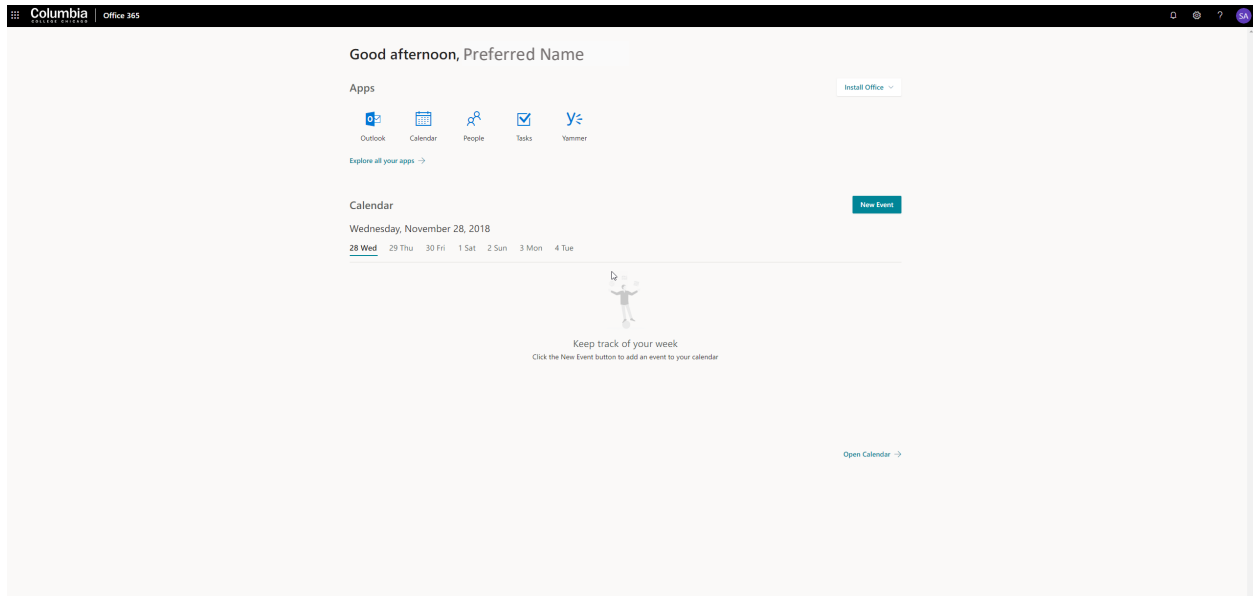 Columbia
COLLEGE CHICAGO
Office 365
?
SA
Good afternoon, Preferred Name
Apps
Install Office
Outlook Calendar People Tasks Yammer
Explore all your apps →
Calendar
New Event
Wednesday, November 28, 2018
28 Wed 29 Thu 30 Fri 1 Sat 2 Sun 3 Mon 4 Tue
Keep track of your week
Click the New Event button to add an event to your calendar
Open Calendar →